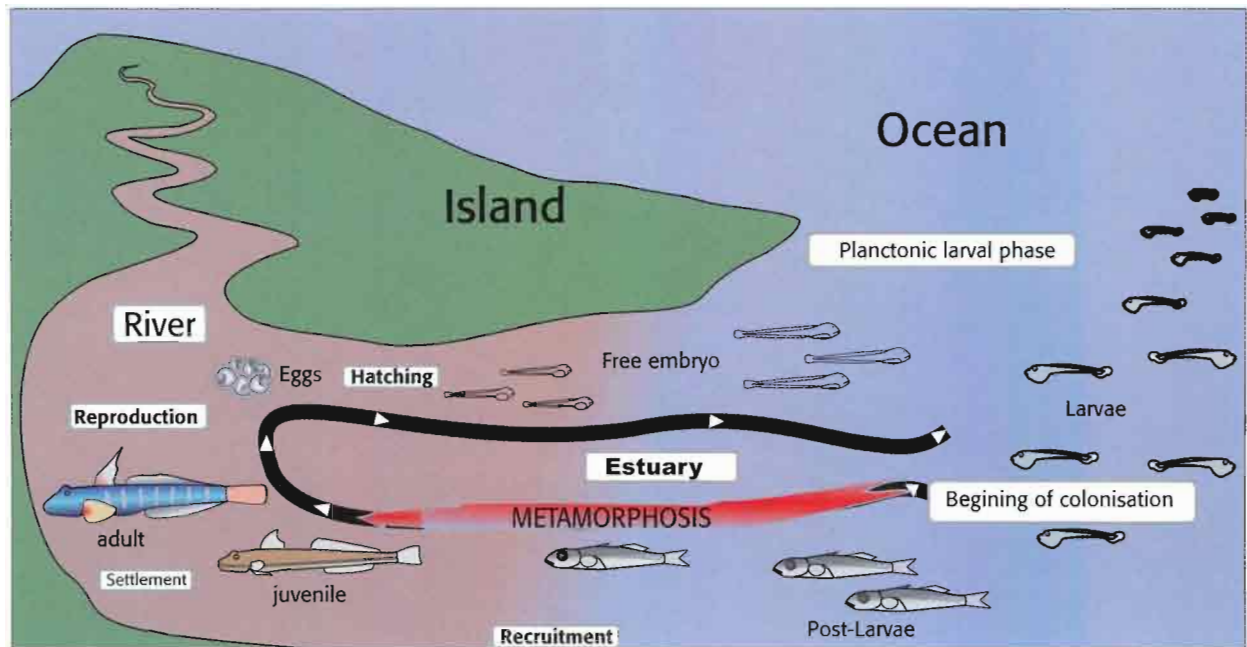 Ocean
Island
Planctonic larval phase
River
Free embryo
Eggs
Hatching
Larvae
Reproduction
Estuary
Begining of colonisation
METAMORPHOSIS
adult
Settlement
juvenile
Post-Larvae
Recruitment